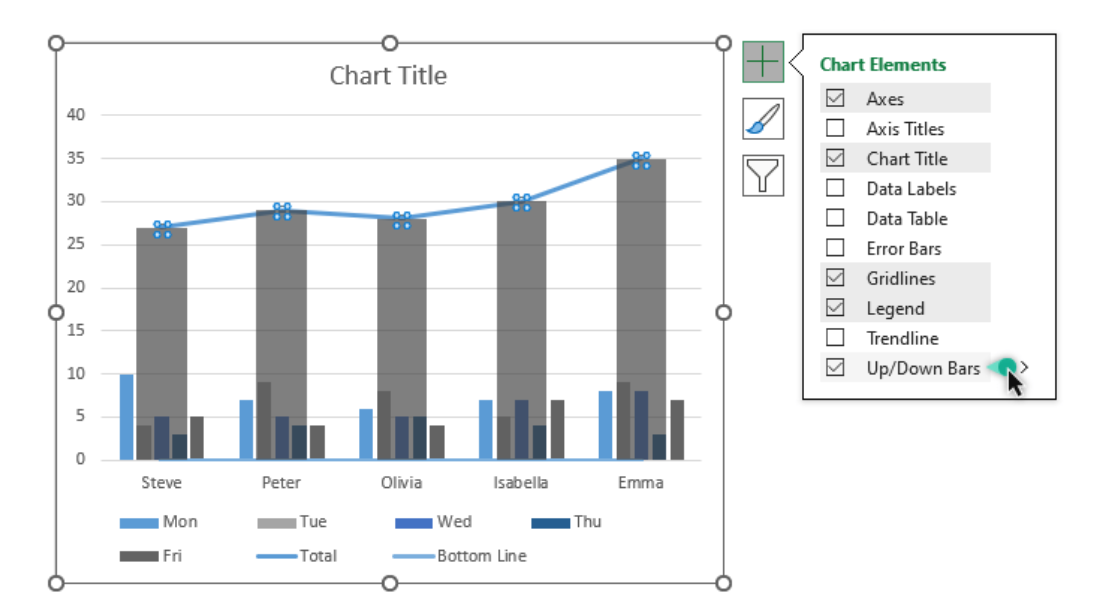 Chart Title
40
35
30
25
20
15
10
5
0
Steve Peter Olivia Isabella Emma
Mon Tue Wed Thu
Fri Total Bottom Line
Chart Elements
Axes
Axis Titles
Chart Title
Data Labels
Data Table
Error Bars
Gridlines
Legend
Trendline
Up/Down Bars